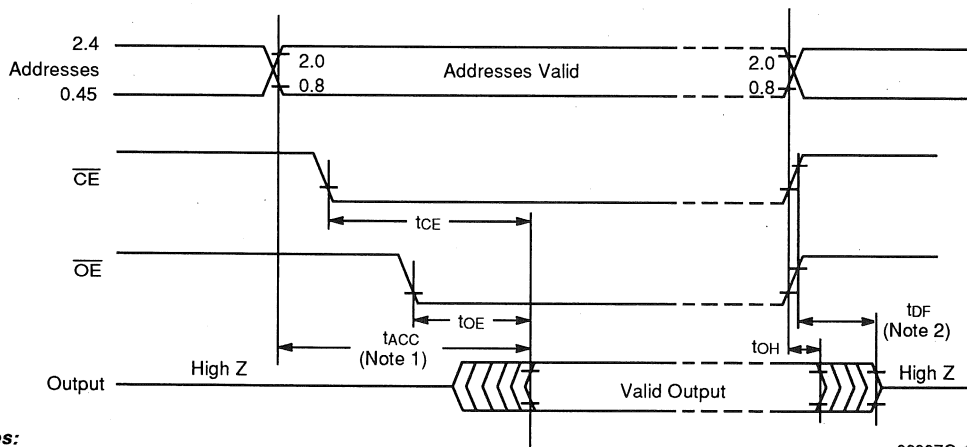 2.4
Addresses
0.45
2.0
0.8
Addresses Valid
2.0
0.8
CE
tCE
OE
tOE
tACC
(Note 1)
tOH
tDF
(Note 2)
Output
High Z
Valid Output
High Z